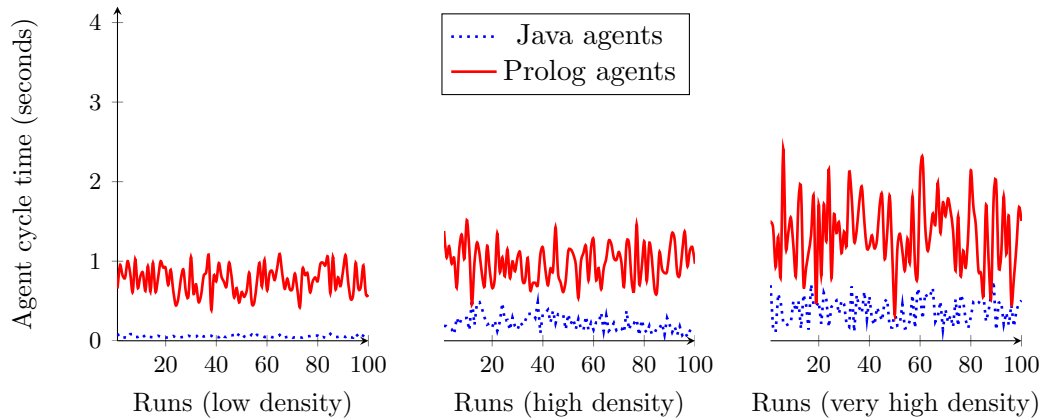 Agent cycle time (seconds)
4
3
2
1
0
Java agents
Prolog agents
20 40 60 80 100
Runs (low density)
20 40 60 80 100
Runs (high density)
20 40 60 80 100
Runs (very high density)